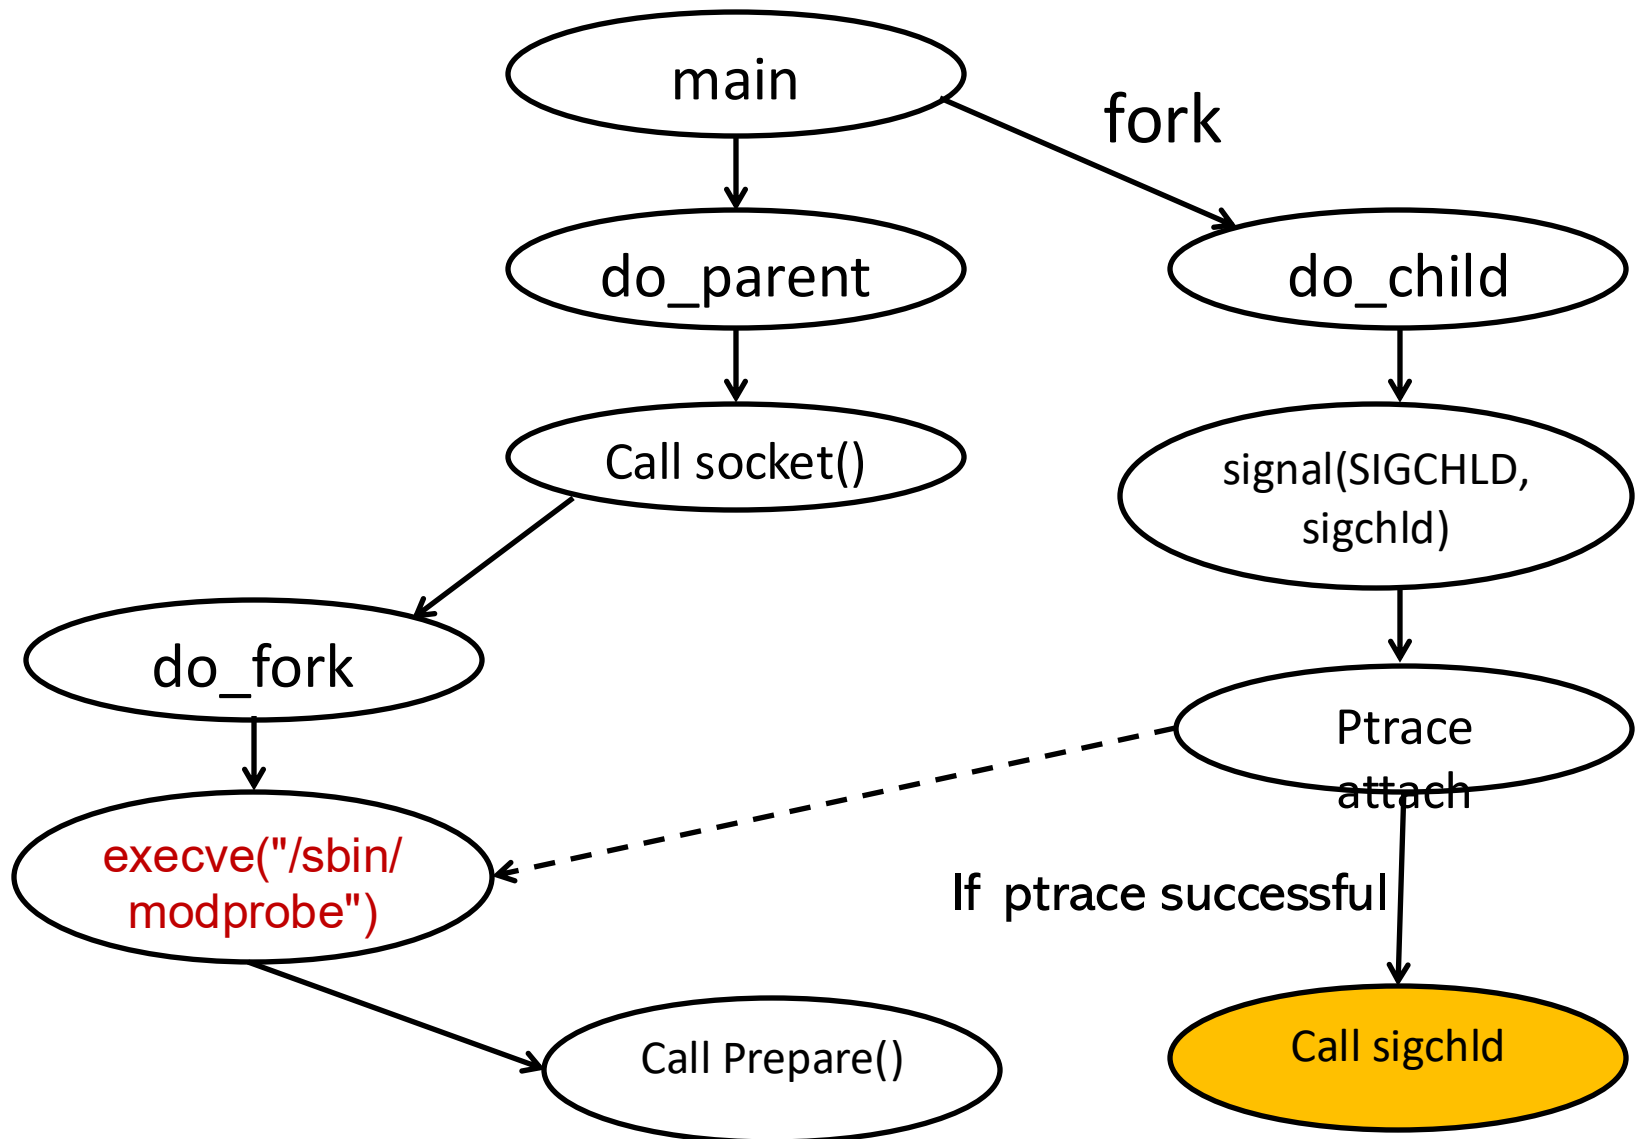 main
fork
do_parent
do_child
Call socket()
signal(SIGCHLD,
sigchld)
do_fork
Ptrace
attach
execve("/sbin/
modprobe")
If ptrace successful
Call Prepare()
Call sigchld